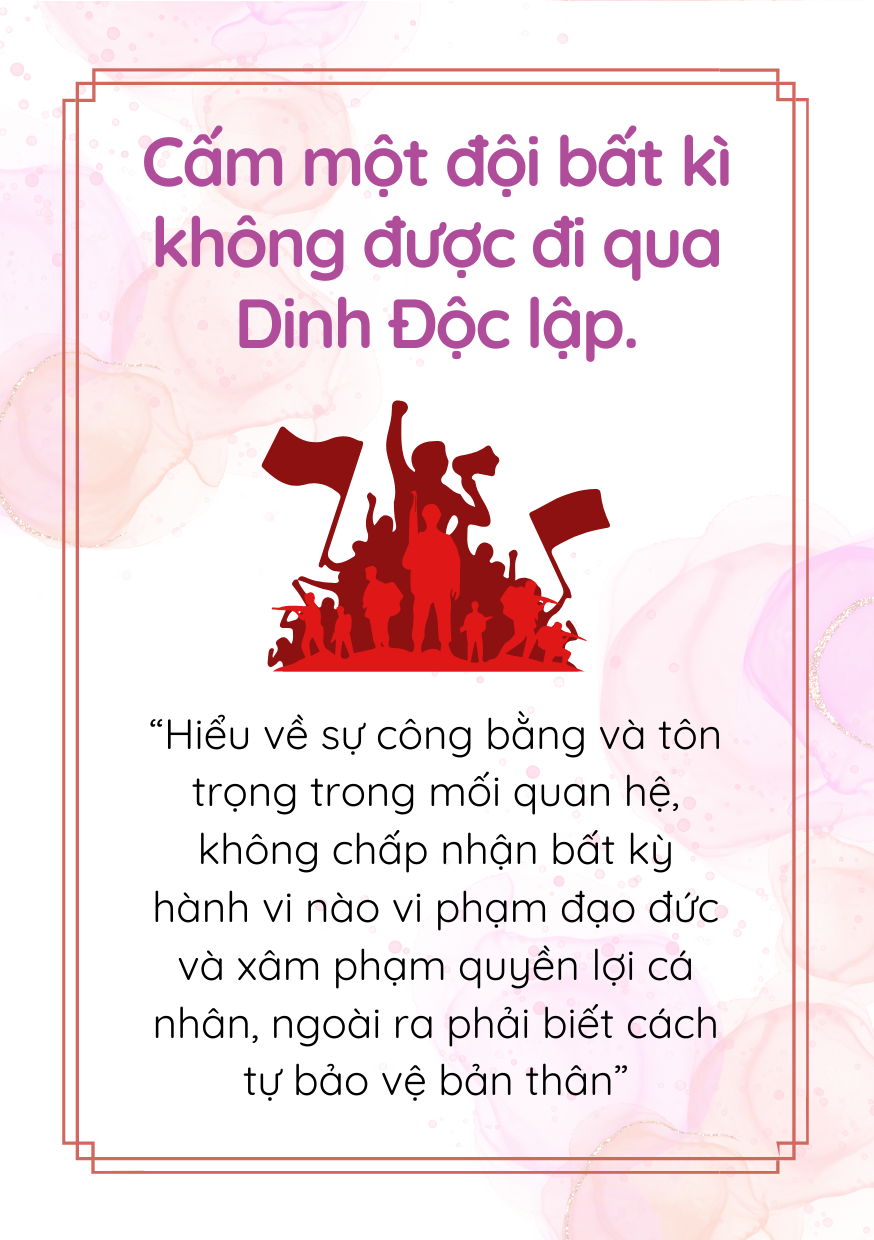 Cấm một đội bất kì
không được đi qua
Dinh Độc lập.
“Hiểu về sự công bằng và tôn
trọng trong mối quan hệ,
không chấp nhận bất kỳ
hành vi nào vi phạm đạo đức
và xâm phạm quyền lợi cá
nhân, ngoài ra phải biết cách
tự bảo vệ bản thân”